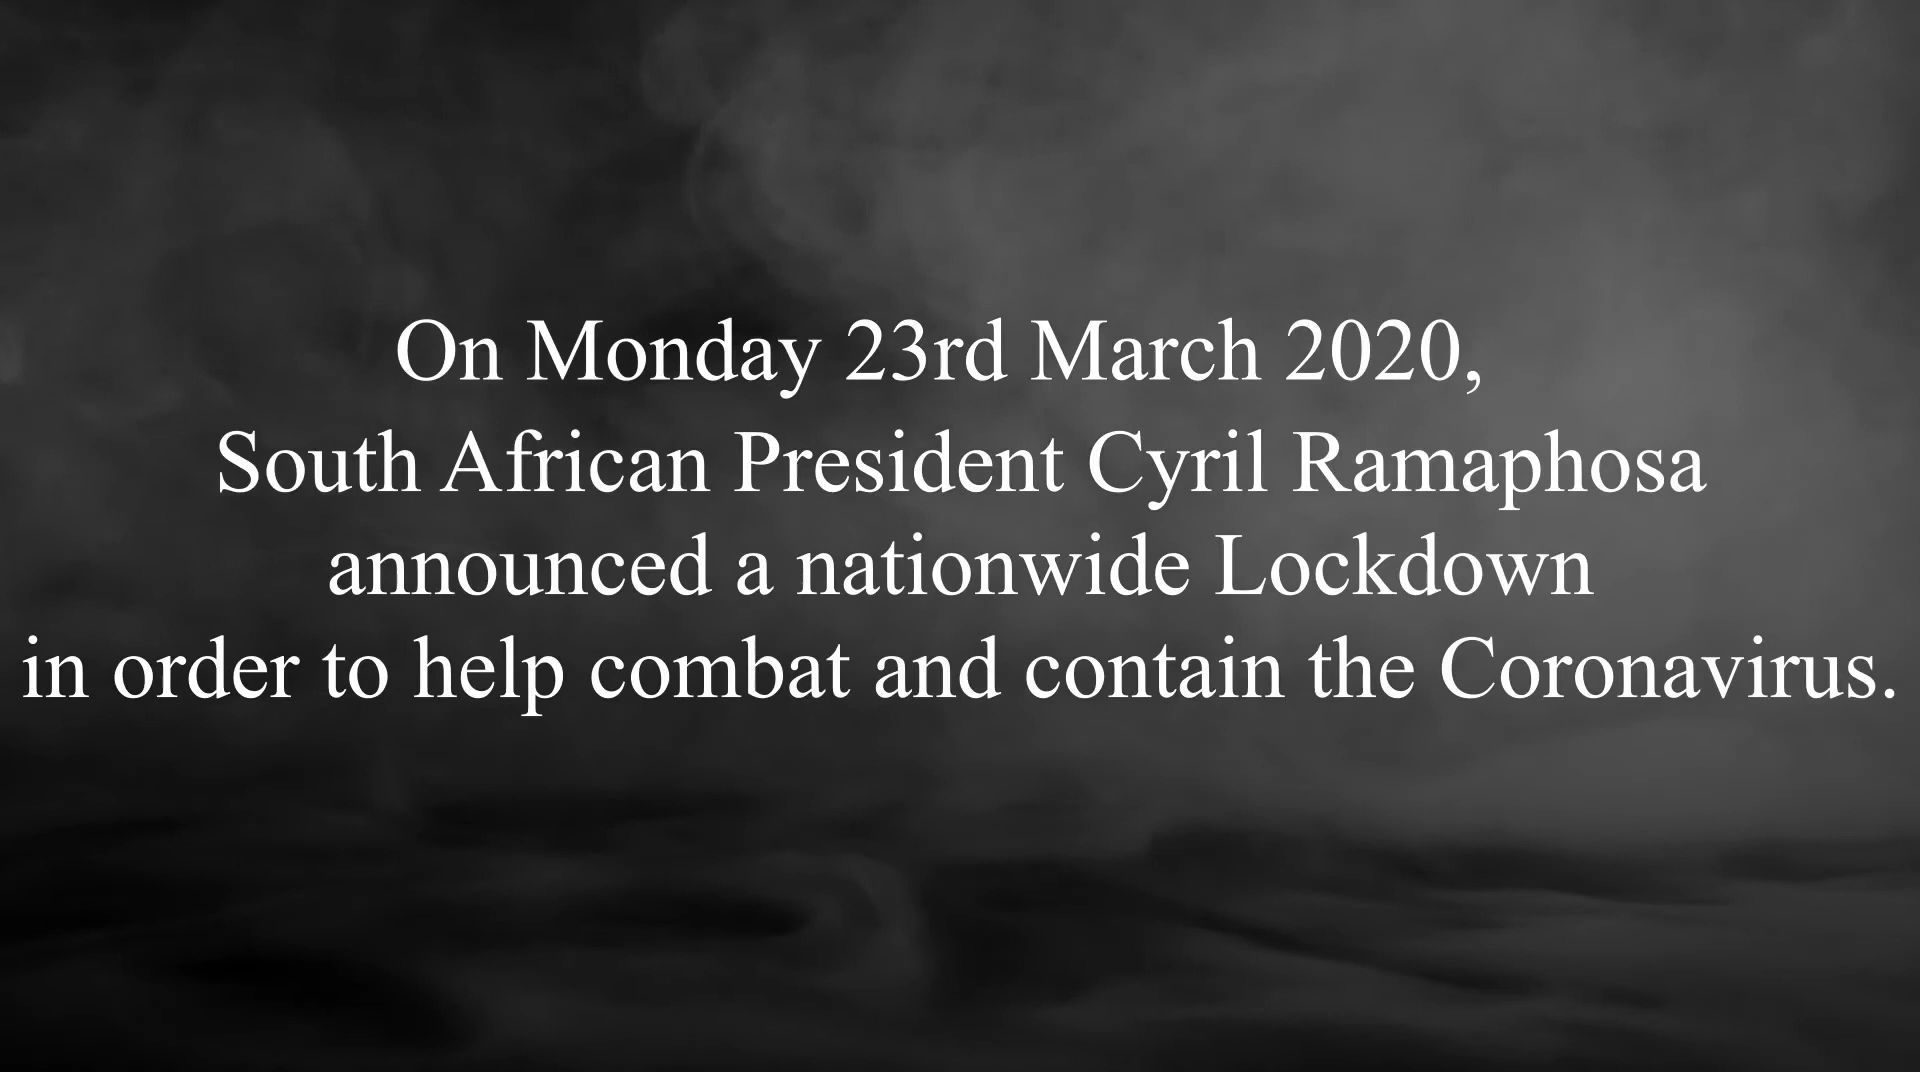 On Monday 23rd March 2020,
South African President Cyril Ramaphosa
announced a nationwide Lockdown
in order to help combat and contain the Coronavirus.